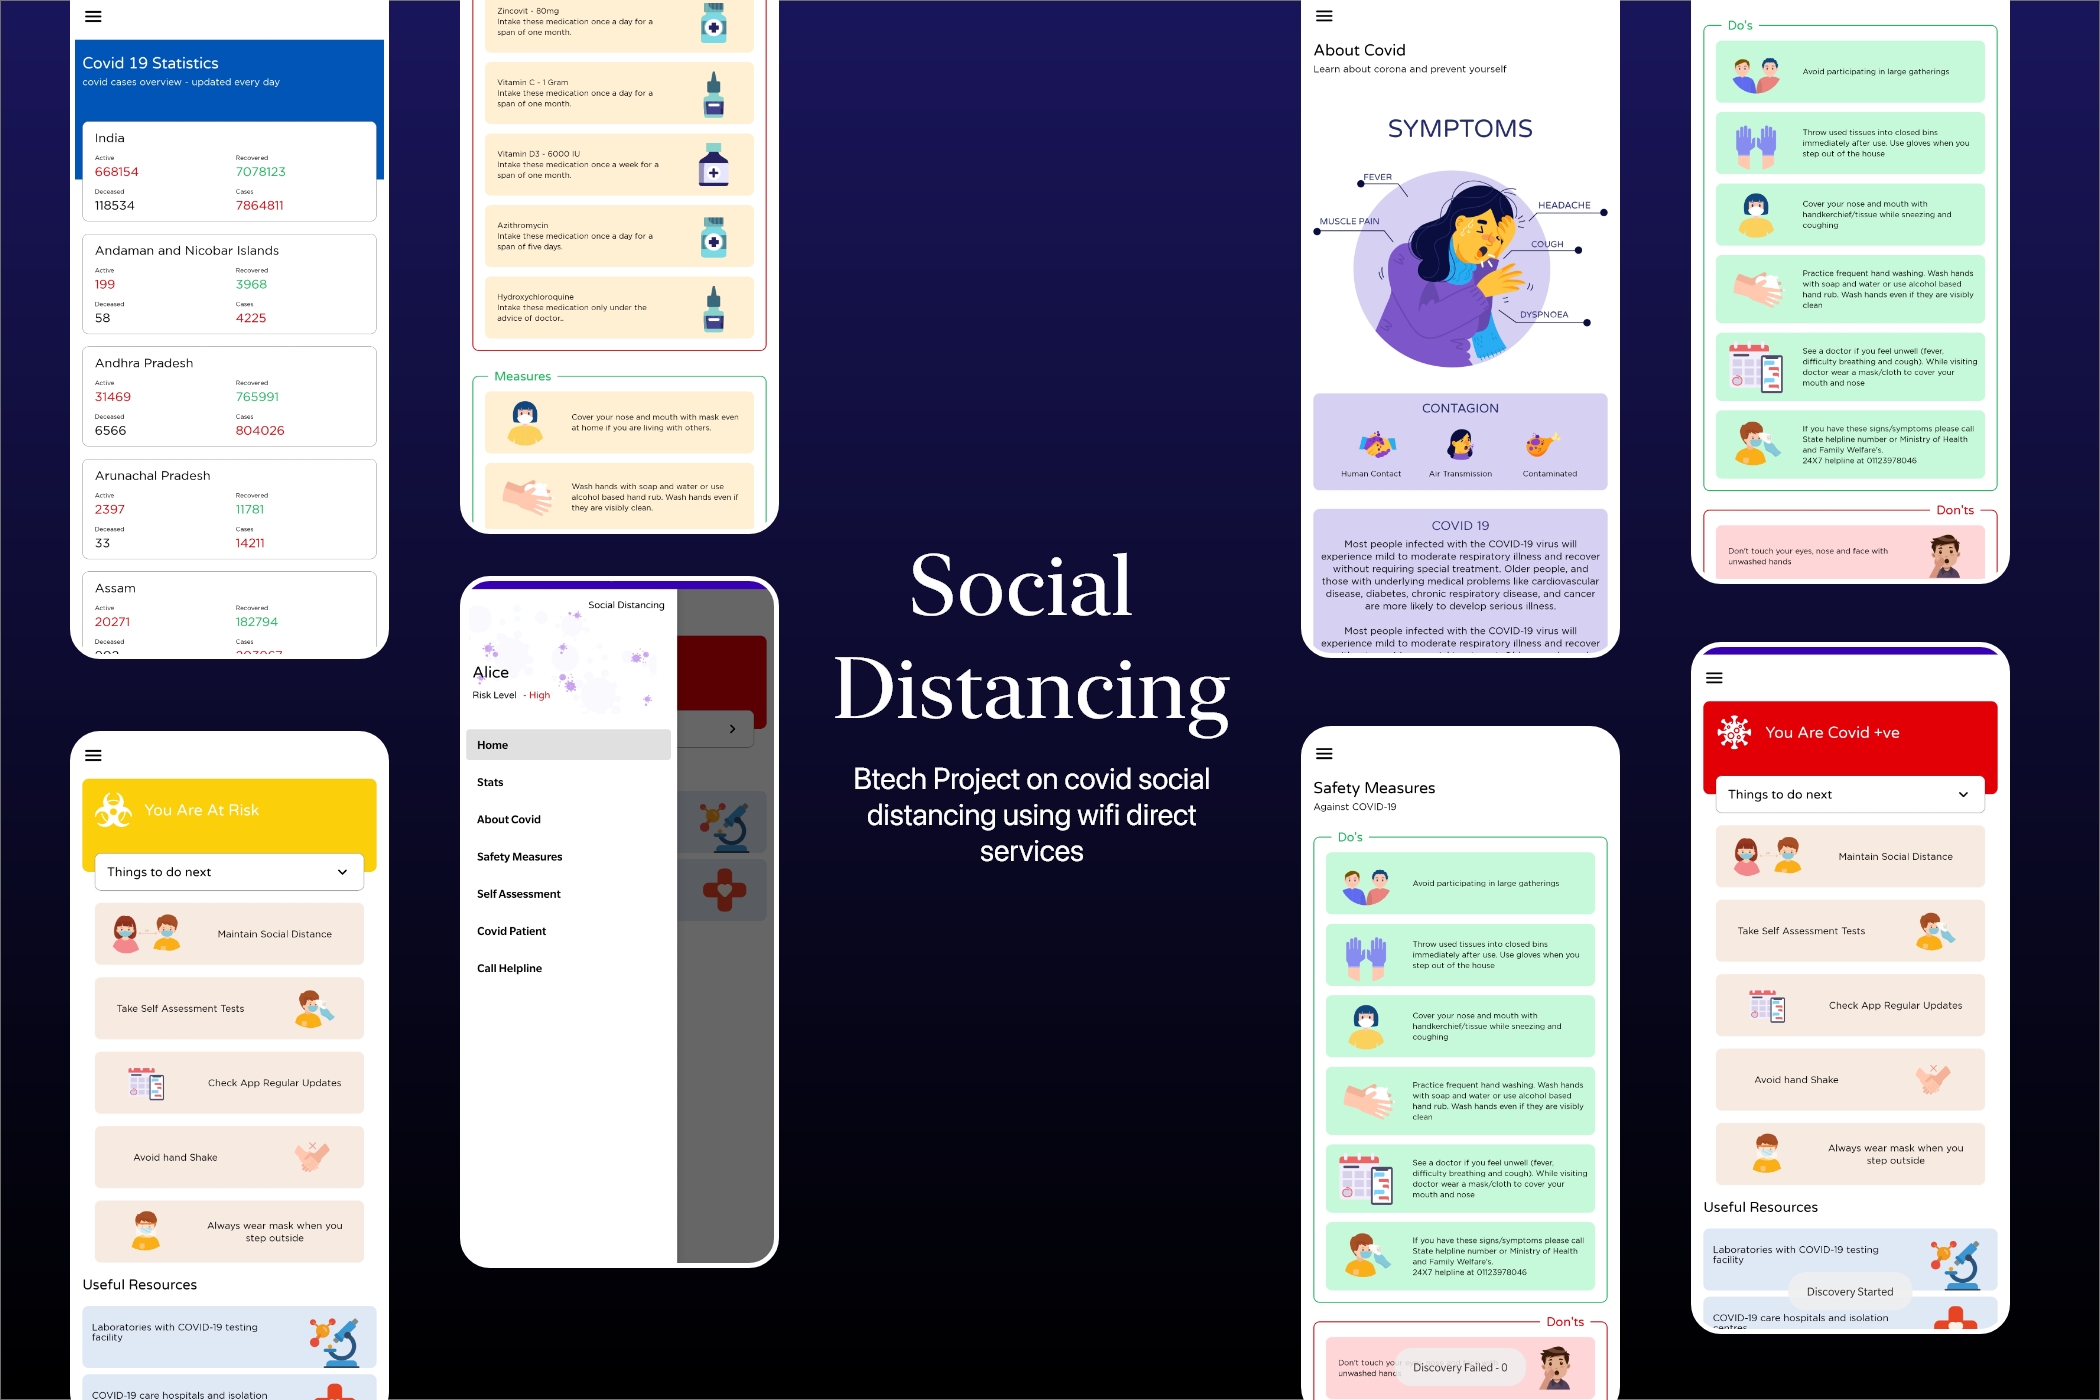 Covid 19 Statistics
covid cases overview - updated every day
India
Active
Recovered
668154
7078123
Deceased
Cases
118534
7864811
Andaman and Nicobar Islands
Active
Recovered
199
3968
Deceased
Cases
58
4225
Andhra Pradesh
Active
Recovered
31469
765991
Deceased
Cases
6566
804026
Arunachal Pradesh
Active
Recovered
2397
11781
Deceased
Cases
33
14211
Assam
Active
Recovered
20271
182794
Deceased
Cases
You Are At Risk
Things to do next
Maintain Social Distance
Take Self Assessment Tests
Check App Regular Updates
Avoid hand Shake
Always wear mask when you
step outside
Useful Resources
Laboratories with COVID-19 testing
facility
COVID-19 care hospitals and isolation
Zincovit - 80mg
Intake these medication once a day for a
span of one month.
Vitamin C - 1 Gram
Intake these medication once a day for a
span of one month.
Vitamin D3 - 6000 IU
Intake these medication once a week for a
span of one month.
Azithromycin
Intake these medication once a day for a
span of five days.
Hydroxychloroquine
Intake these medication only under the
advice of doctor..
Measures
Cover your nose and mouth with mask even
at home if you are living with others.
Wash hands with soap and water or use
alcohol based hand rub. Wash hands even if
they are visibly clean.
Social Distancing
Alice
Risk Level - High
Home
Stats
About Covid
Safety Measures
Self Assessment
Covid Patient
Call Helpline
Social
Distancing
Btech Project on covid social
distancing using wifi direct
services
About Covid
Learn about corona and prevent yourself
SYMPTOMS
FEVER
HEADACHE
MUSCLE PAIN
COUGH
DYSPNOEA
CONTAGION
Human Contact
Air Transmission
Contaminated
COVID 19
Most people infected with the COVID-19 virus will
experience mild to moderate respiratory illness and recover
without requiring special treatment. Older people, and
those with underlying medical problems like cardiovascular
disease, diabetes, chronic respiratory disease, and cancer
are more likely to develop serious illness.
Most people infected with the COVID-19 virus will
experience mild to moderate respiratory illness and recover
Safety Measures
Against COVID-19
Do's
Avoid participating in large gatherings
Throw used tissues into closed bins
immediately after use. Use gloves when you
step out of the house
Cover your nose and mouth with
handkerchief/tissue while sneezing and
coughing
Practice frequent hand washing. Wash hands
with soap and water or use alcohol based
hand rub. Wash hands even if they are visibly
clean
See a doctor if you feel unwell (fever,
difficulty breathing and cough). While visiting
doctor wear a mask/cloth to cover your
mouth and nose
If you have these signs/symptoms please call
State helpline number or Ministry of Health
and Family Welfare's.
24X7 helpline at 01123978046
Don'ts
Don't touch
unwashed hands
Discovery Failed - 0
Do's
Avoid participating in large gatherings
Throw used tissues into closed bins
immediately after use. Use gloves when you
step out of the house
Cover your nose and mouth with
handkerchief/tissue while sneezing and
coughing
Practice frequent hand washing. Wash hands
with soap and water or use alcohol based
hand rub. Wash hands even if they are visibly
clean
See a doctor if you feel unwell (fever,
difficulty breathing and cough). While visiting
doctor wear a mask/cloth to cover your
mouth and nose
If you have these signs/symptoms please call
State helpline number or Ministry of Health
and Family Welfare's.
24X7 helpline at 01123978046
Don'ts
Don't touch your eyes, nose and face with
unwashed hands
You Are Covid +ve
Things to do next
Maintain Social Distance
Take Self Assessment Tests
Check App Regular Updates
Avoid hand Shake
Always wear mask when you
step outside
Useful Resources
Laboratories with COVID-19 testing
facility
Discovery Started
COVID-19 care hospitals and isolation
centres